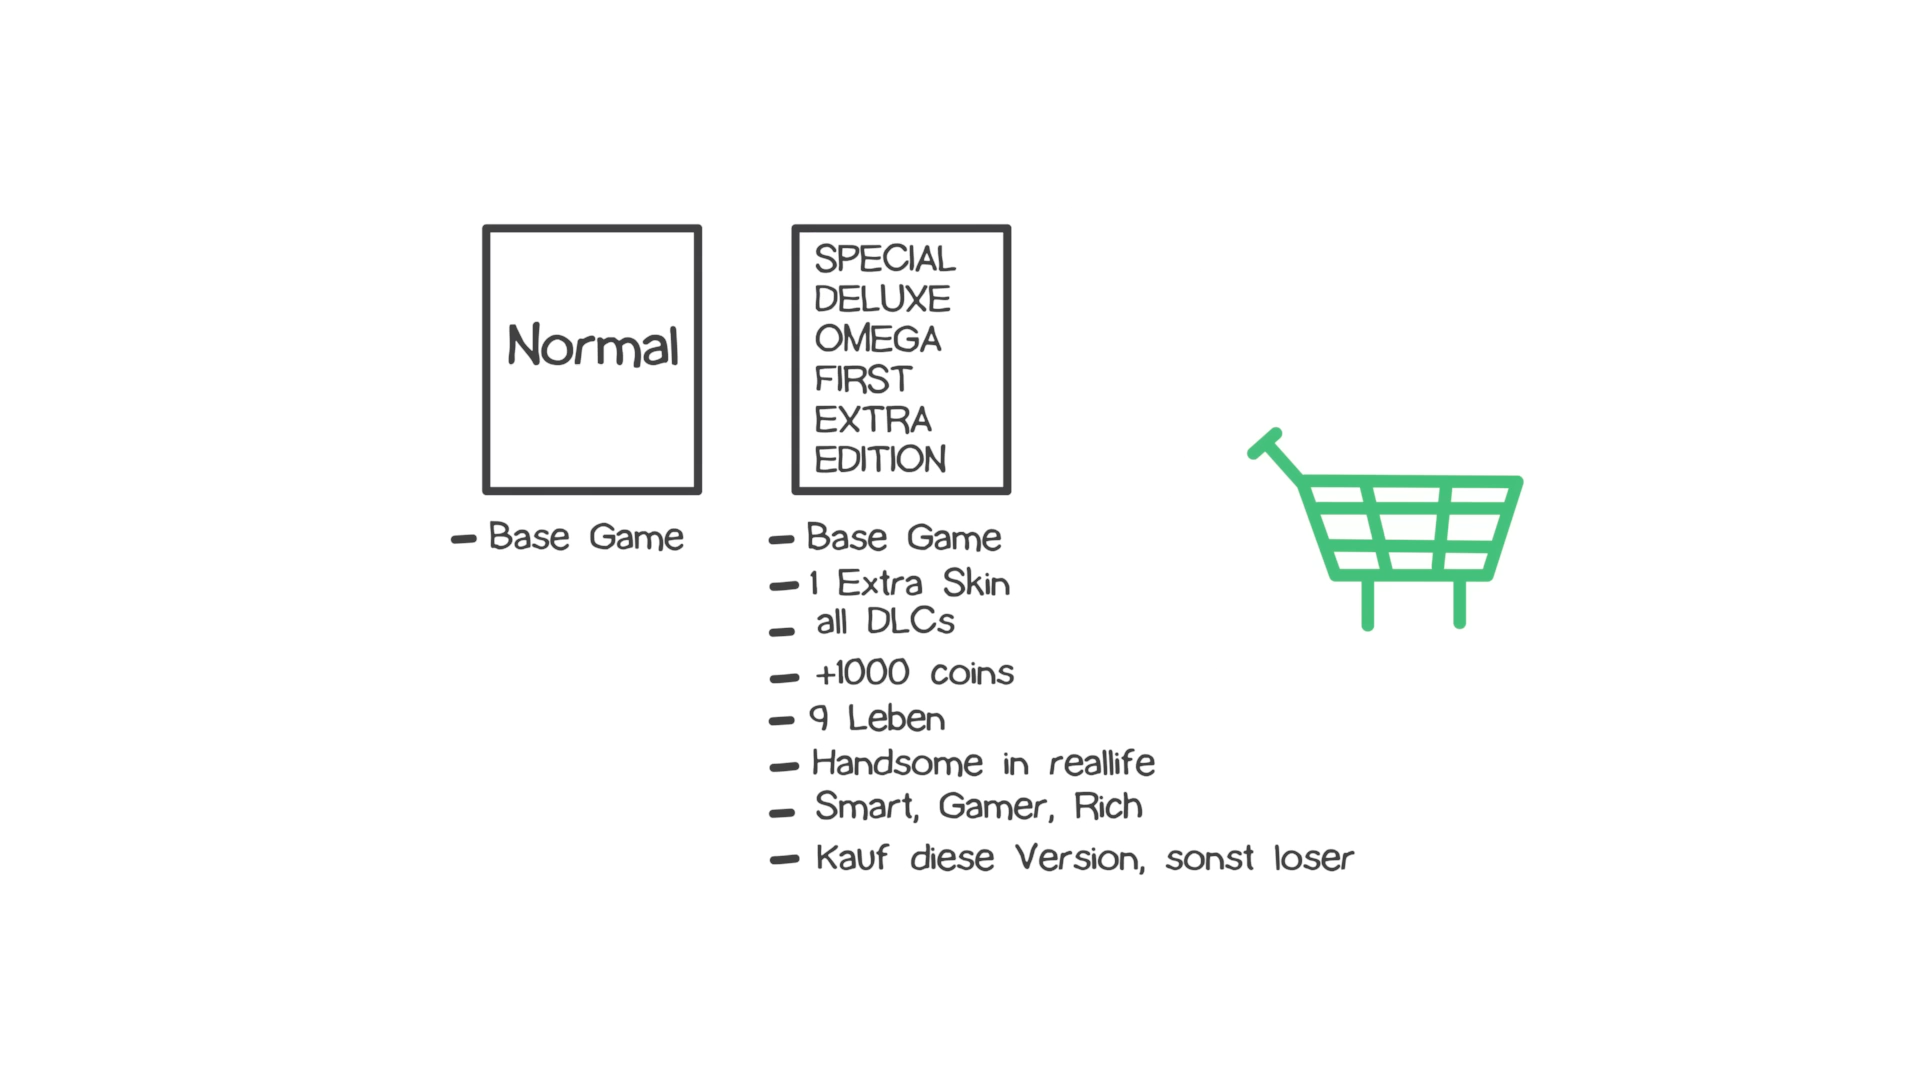 Normal
- Base Game
SPECIAL
DELUXE
OMEGA
FIRST
EXTRA
EDITION
- Base Game
- 1 Extra Skin
- all DLCs
- +1000 coins
- 9 Leben
- Handsome in reallife
- Smart, Gamer, Rich
- Kauf diese Version, sonst loser